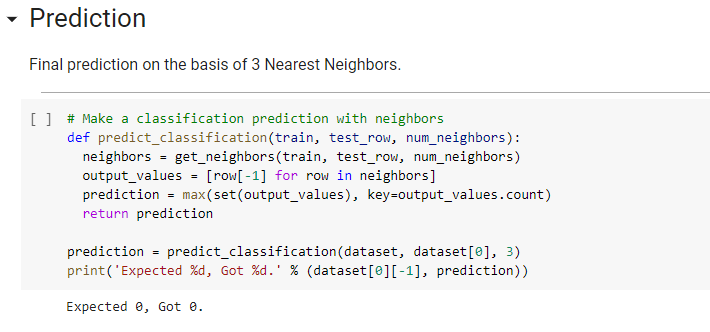 Prediction
Final prediction on the basis of 3 Nearest Neighbors.
[ ] # Make a classification prediction with neighbors
def predict_classification(train, test_row, num_neighbors):
  neighbors = get_neighbors(train, test_row, num_neighbors)
  output_values = [row[-1] for row in neighbors]
  prediction = max(set(output_values), key=output_values.count)
  return prediction
prediction = predict_classification(dataset, dataset[0], 3)
print('Expected %d, Got %d.' % (dataset[0][-1], prediction))
Expected 0, Got 0.